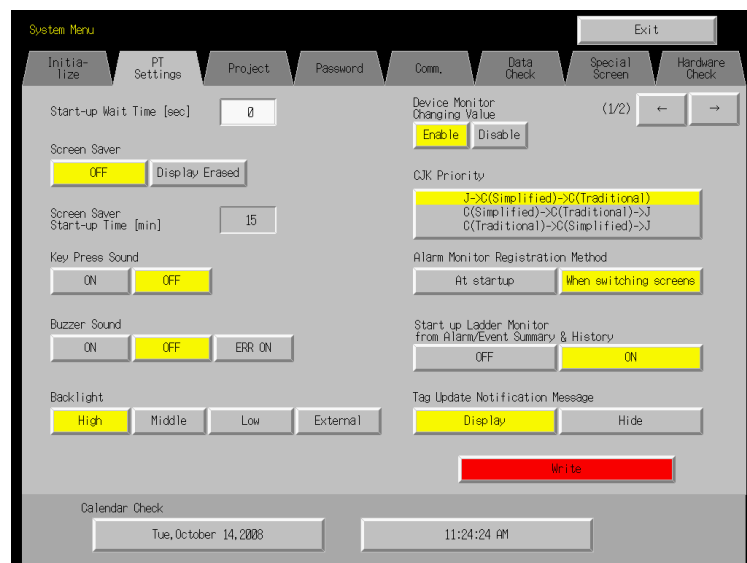 System Menu
Exit
Initia-
lize
PT
Settings
Project
Password
Comm.
Data
Check
Special
Screen
Hardware
Check
Start-up Wait Time [sec]
0
Device Monitor
Changing Value
(1/2)
←
→
Enable
Disable
Screen Saver
OFF
Display Erased
CJK Priority
J->C(Simplified)->C(Traditional)
C(Simplified)->C(Traditional)->J
C(Traditional)->C(Simplified)->J
Screen Saver
Start-up Time [min]
15
Key Press Sound
ON
OFF
Alarm Monitor Registration Method
At startup
When switching screens
Buzzer Sound
ON
OFF
ERR ON
Start up Ladder Monitor
from Alarm/Event Summary & History
OFF
ON
Backlight
High
Middle
Low
External
Tag Update Notification Message
Display
Hide
Write
Calendar Check
Tue,October 14,2008
11:24:24 AM